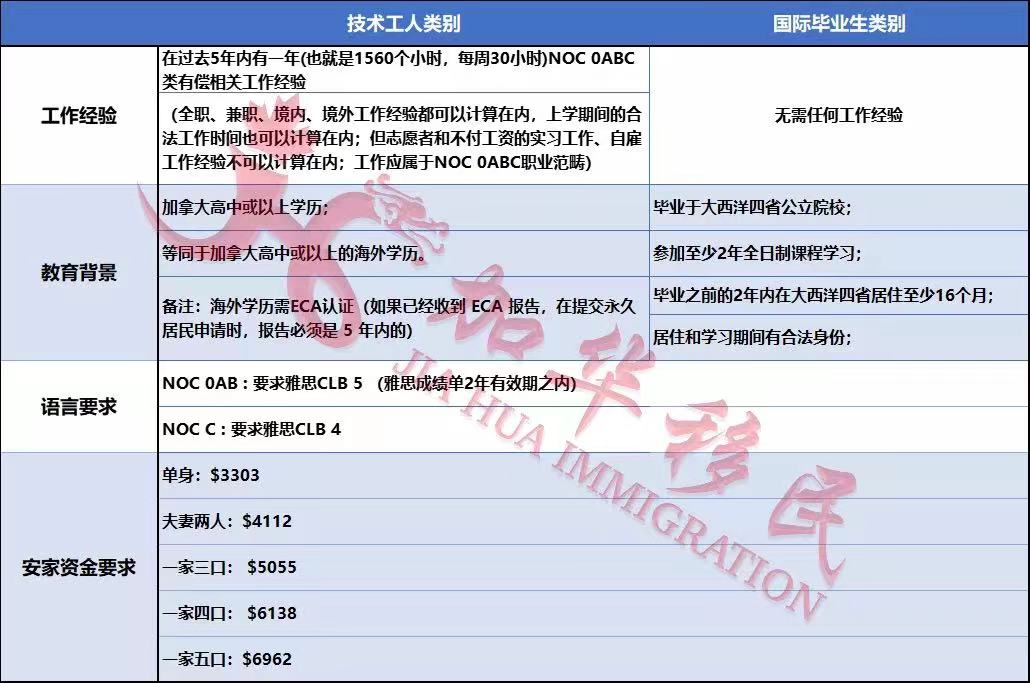 技术工人类别
国际毕业生类别
工作经验
在过去5年内有一年(也就是1560个小时，每周30小时)NOC 0ABC
类有偿相关工作经验
（全职、兼职、境内、境外工作经验都可以计算在内，上学期间的合
法工作时间也可以计算在内；但志愿者和不付工资的实习工作、自雇
工作经验不可以计算在内；工作应属于NOC 0ABC职业范畴）
无需任何工作经验
教育背景
加拿大高中或以上学历；
等同于加拿大高中或以上的海外学历。
备注：海外学历需ECA认证（如果已经收到 ECA 报告，在提交永久
居民申请时，报告必须是 5 年内的）
毕业于大西洋四省公立院校；
参加至少2年全日制课程学习；
毕业之前的2年内在大西洋四省居住至少16个月；
居住和学习期间有合法身份；
语言要求
NOC 0AB : 要求雅思CLB 5 （雅思成绩单2年有效期之内）
NOC C : 要求雅思CLB 4
安家资金要求
单身：$3303
夫妻两人：$4112
一家三口： $5055
一家四口： $6138
一家五口：$6962
加华移民
JIA HUA IMMIGRATION